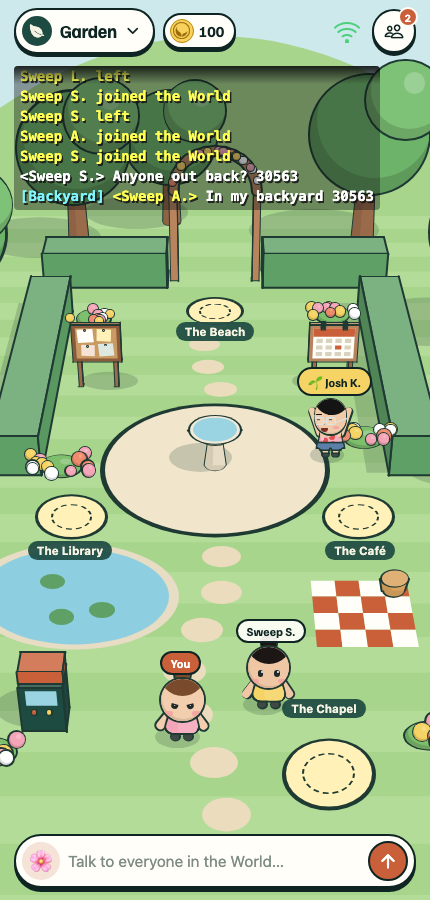 Garden
100
2
Sweep L. left
Sweep S. joined the World
Sweep S. left
Sweep A. joined the World
Sweep S. joined the World
<Sweep S.> Anyone out back? 30563
[Backyard] <Sweep A.> In my backyard 30563
The Beach
Josh K.
The Library
The Café
Sweep S.
You
The Chapel
Talk to everyone in the World...